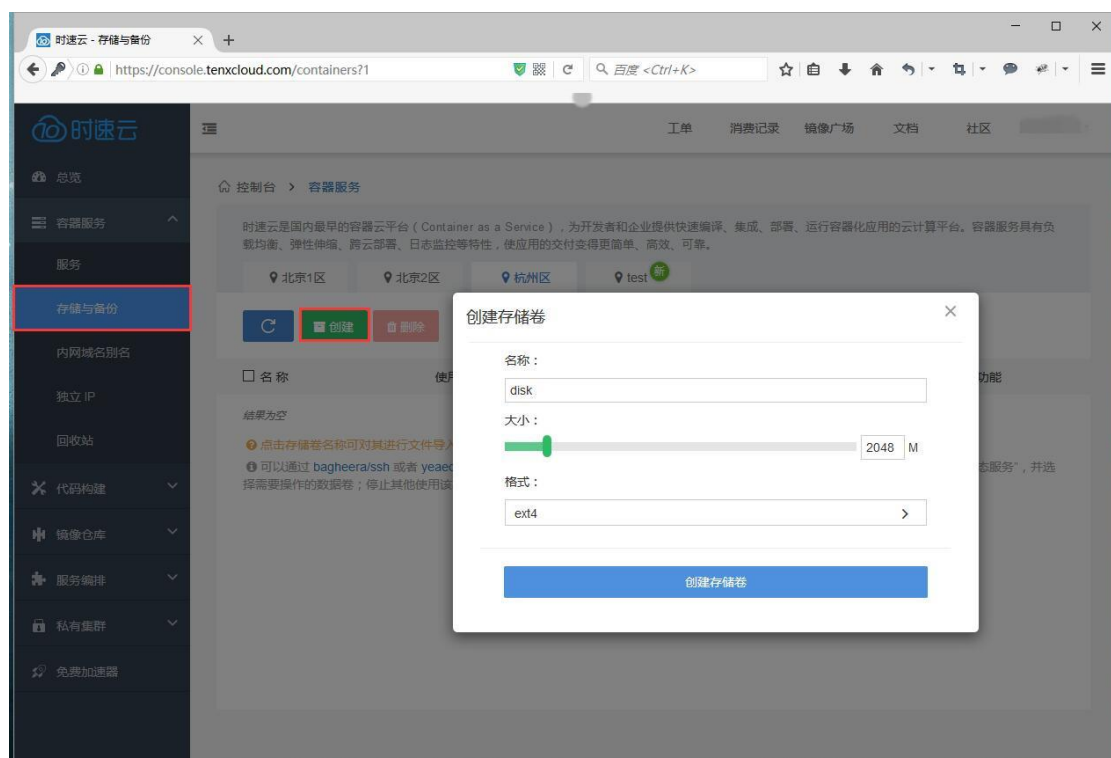 时速云 - 存储与备份
https://console.tenxcloud.com/containers?1
百度 <Ctrl+K>
时速云
工单 消费记录 镜像广场 文档 社区
总览
控制台 > 容器服务
容器服务
时速云是国内最早的容器云平台(Container as a Service),为开发者和企业提供快速编译、集成、部署、运行容器化应用的云计算平台。容器服务具有负
载均衡、弹性伸缩、跨云部署、日志监控等特性,使应用的交付变得更简单、高效、可靠。
服务
北京1区 北京2区 杭州区 test 新
存储与备份
创建 删除
内网域名别名
名称 使用 功能
独立 IP
结果为空
回收站
点击存储卷名称可对其进行文件导入
可以通过 bagheera/ssh 或者 yeaed
态服务",并选
择需要操作的数据卷;停止其他使用该
代码构建
镜像仓库
服务编排
私有集群
免费加速器
创建存储卷
名称:
disk
大小:
2048 M
格式:
ext4
创建存储卷